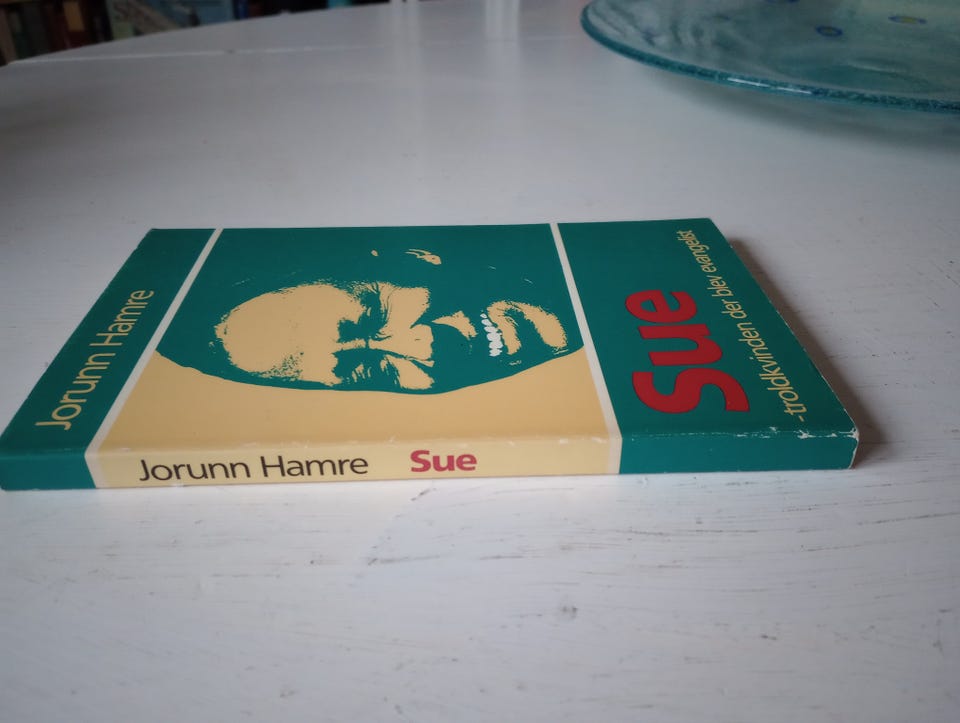 Jorunn Hamre
Sue
-troldkvinden der blev evangelist
Jorunn Hamre Sue